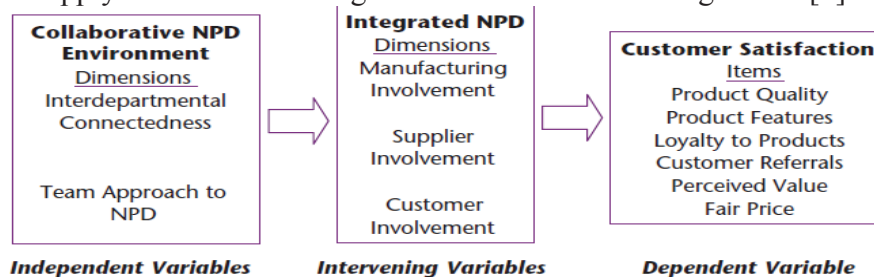 Collaborative NPD
Environment
Dimensions
Interdepartmental
Connectedness
Team Approach to
NPD
Independent Variables
Integrated NPD
Dimensions
Manufacturing
Involvement
Supplier
Involvement
Customer
Involvement
Intervening Variables
Customer Satisfaction
Items
Product Quality
Product Features
Loyalty to Products
Customer Referrals
Perceived Value
Fair Price
Dependent Variable